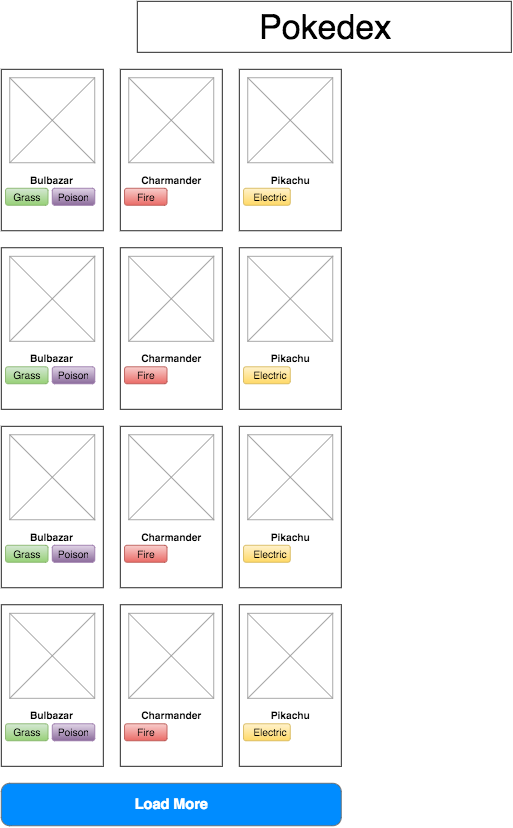 Pokedex
Bulbazar Charmander Pikachu
Grass Poison Fire Electric
Bulbazar Charmander Pikachu
Grass Poison Fire Electric
Bulbazar Charmander Pikachu
Grass Poison Fire Electric
Bulbazar Charmander Pikachu
Grass Poison Fire Electric
Load More